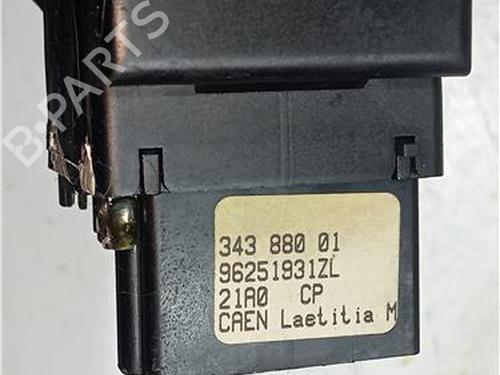 B-PARTS
343 880 01
96251931ZL
21A0 CP
CAEN Laetitia M